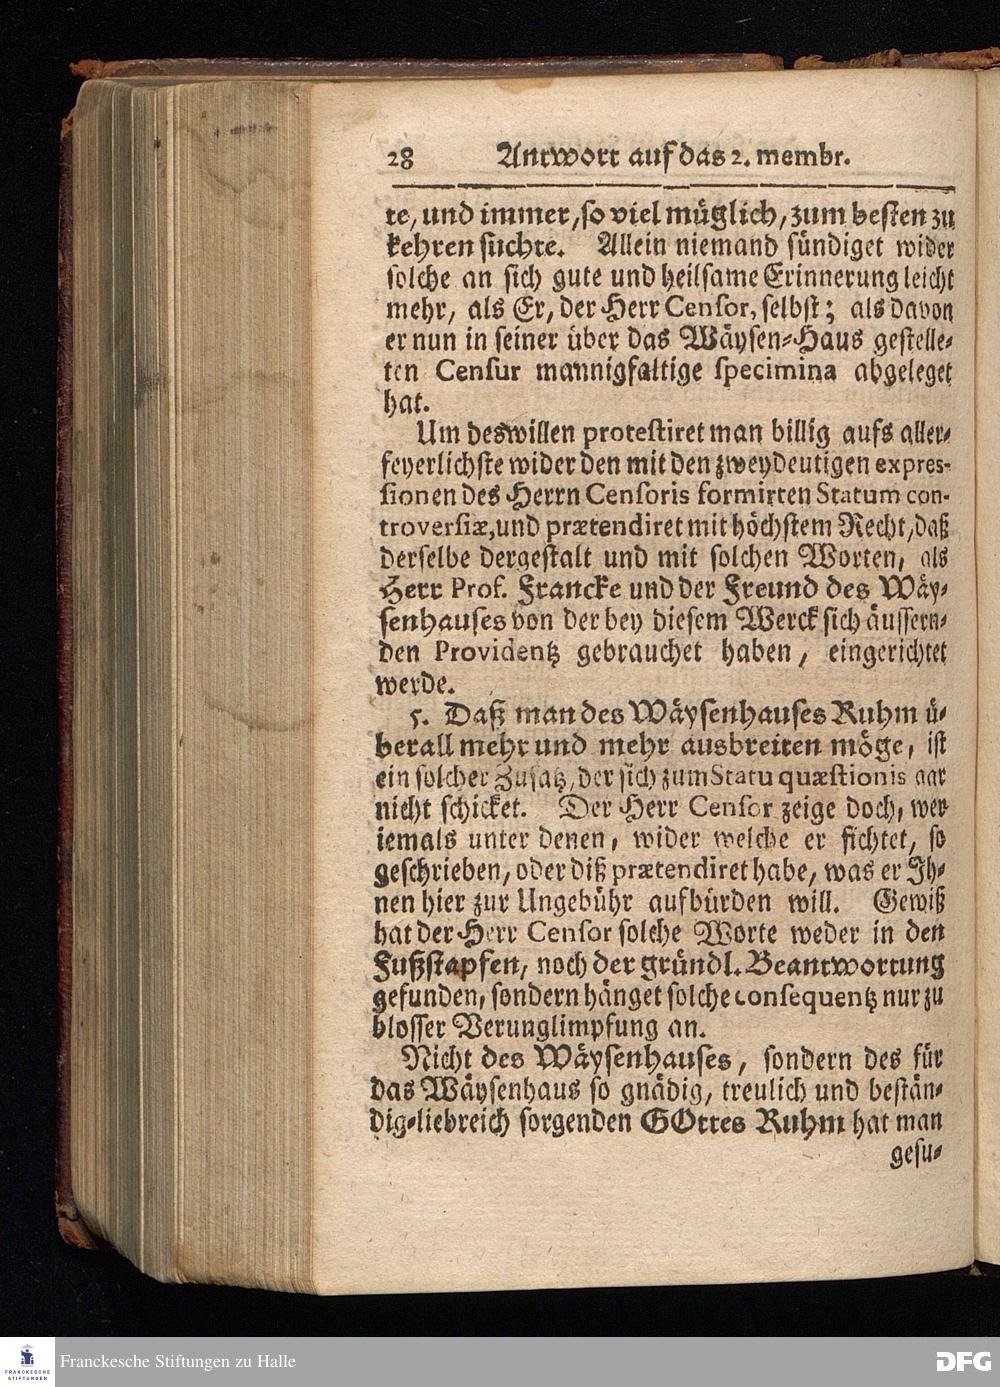 28 Antwort auf das 2. membr.
te, und immer, so viel müglich, zum besten zu
kehren suchte. Allein niemand sündiget wider
solche an sich gute und heilsame Erinnerung leicht
mehr, als Er, der Herr Censor, selbst; als davon
er nun in seiner über das Wäysen-Haus gestelle-
ten Censur mannigfaltige specimina abgeleget
hat.
Um deswillen protestiret man billig aufs aller-
feyerlichste wider den mit den zweydeutigen expres-
sionen des Herrn Censoris formirten Statum con-
troversiæ, und prætendiret mit höchstem Recht, daß
derselbe dergestalt und mit solchen Worten, als
Herr Prof. Francke und der Freund des Wäy-
senhauses von der bey diesem Werck sich äussern-
den Providentz gebrauchet haben, eingerichtet
werde.
5. Daß man des Wäysenhauses Ruhm ü-
berall mehr und mehr ausbreiten möge, ist
ein solcher Zusatz, der sich zum Statu quæstionis gar
nicht schicket. Der Herr Censor zeige doch, wer
iemals unter denen, wider welche er fichtet, so
geschrieben, oder diß prætendiret habe, was er Ih-
nen hier zur Ungebühr aufbürden will. Gewiß
hat der Herr Censor solche Worte weder in den
Fußstapfen, noch der gründl. Beantwortung
gefunden, sondern hänget solche consequentz nur zu
blosser Verunglimpfung an.
Nicht des Wäysenhauses, sondern des für
das Wäysenhaus so gnädig, treulich und bestän-
dig-liebreich sorgenden GOttes Ruhm hat man
gesu-
FRANCKESCHE
STIFTUNGEN
Franckesche Stiftungen zu Halle
DFG